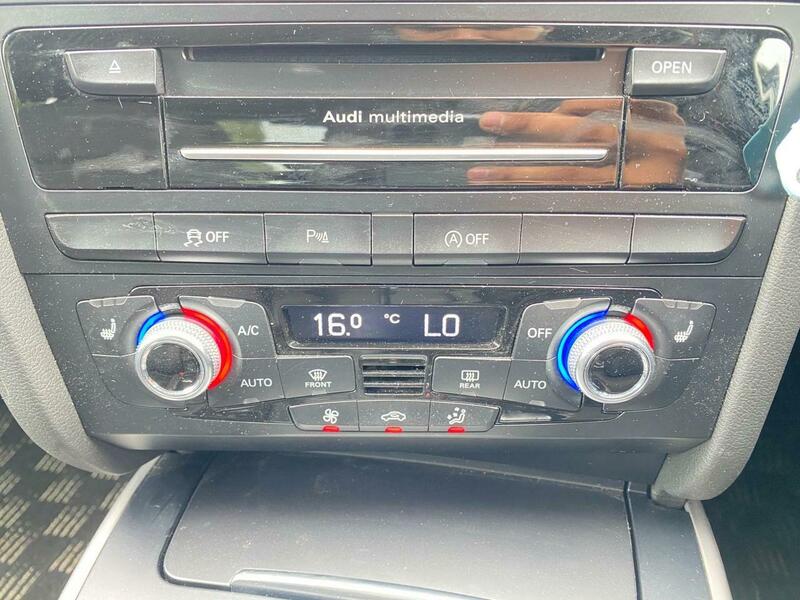 OPEN
Audi multimedia
OFF
P
A OFF
16.0 °C LO
A/C
OFF
AUTO
FRONT
REAR
AUTO